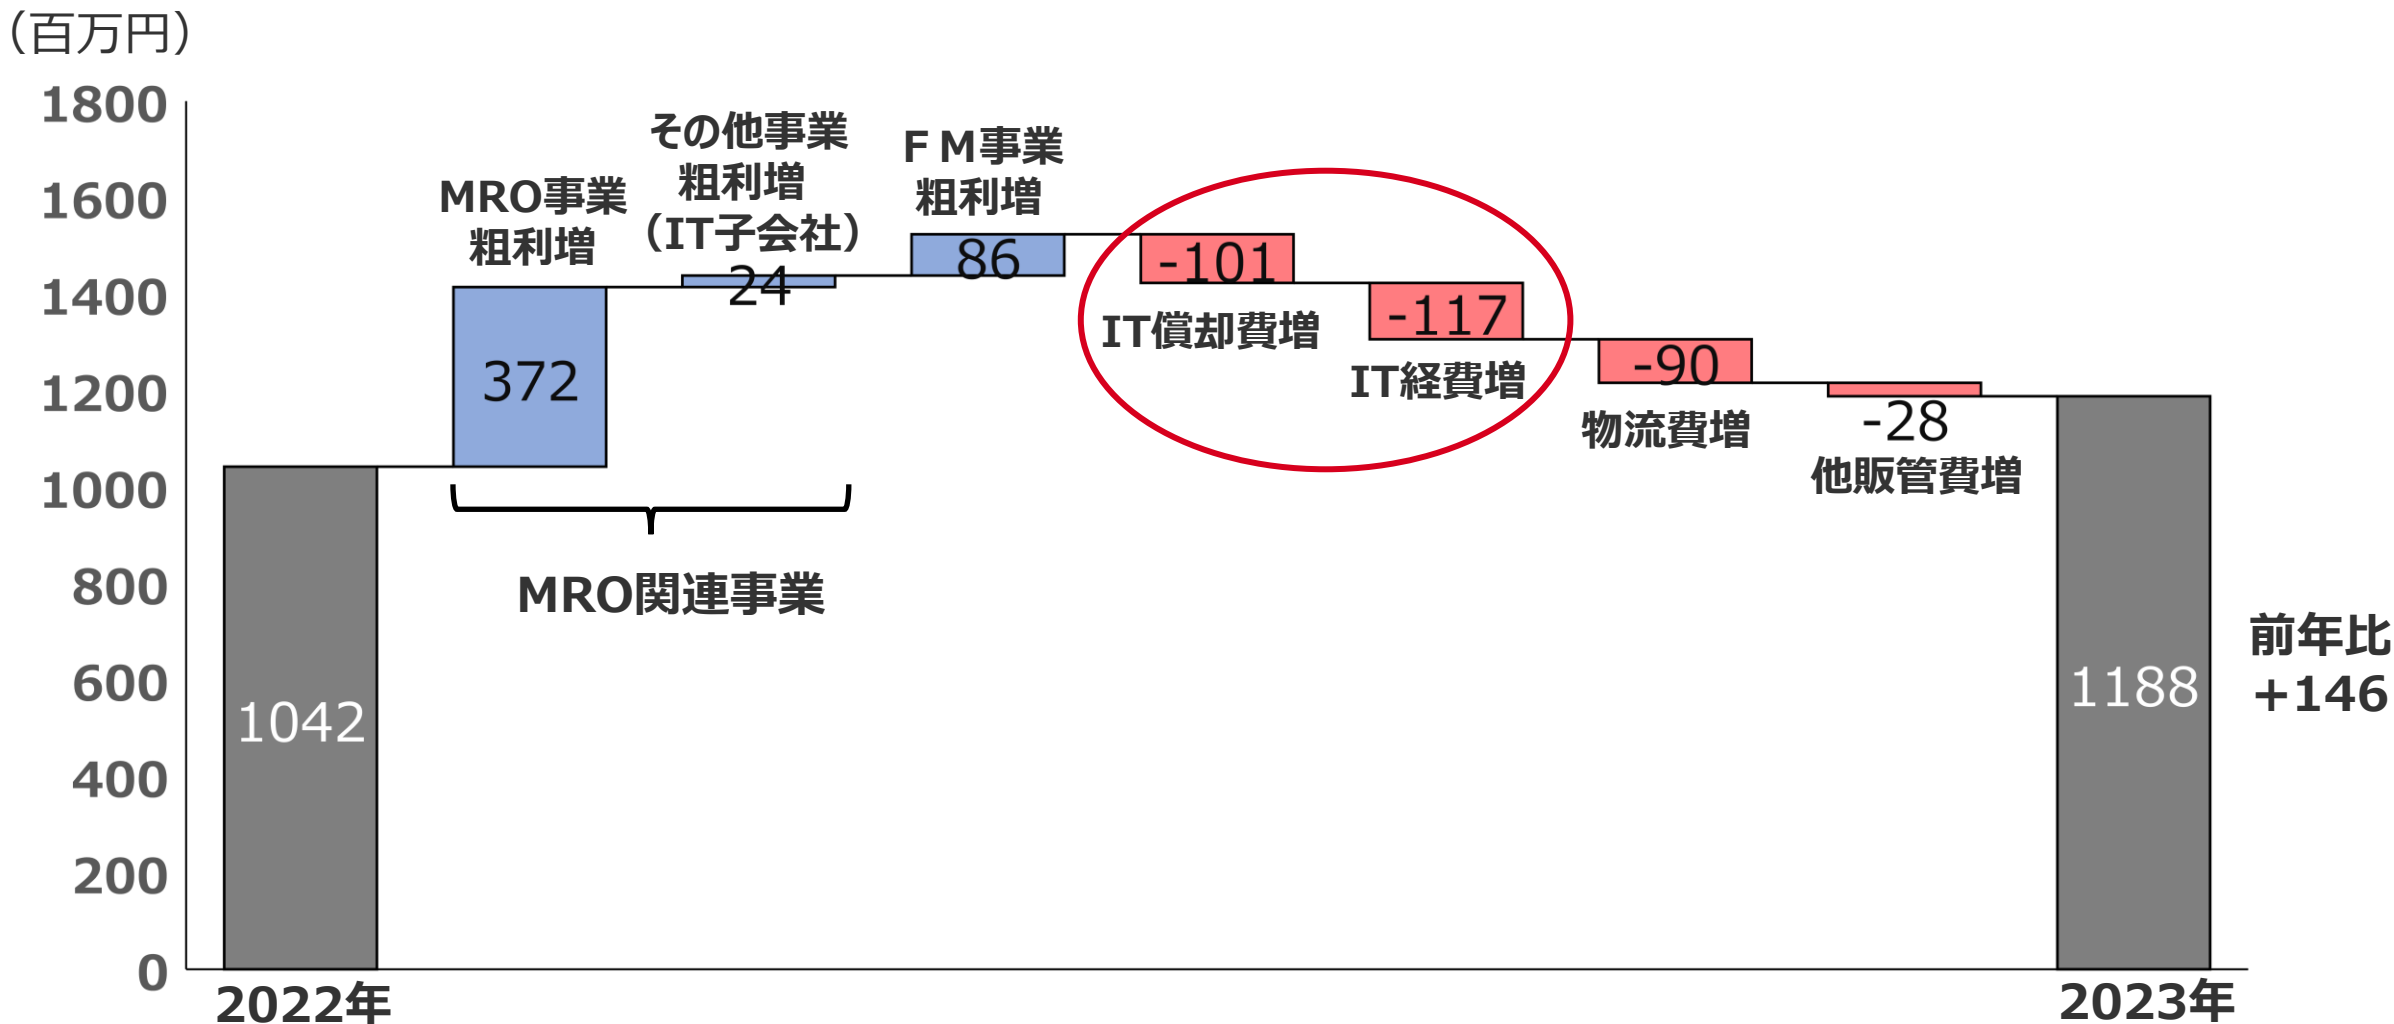 （百万円）
1800
1600
1400
1200
1000
800
600
400
200
0
1042
2022年
MRO事業
粗利増
372
その他事業
粗利増
（IT子会社）
24
ＦＭ事業
粗利増
86
MRO関連事業
-101
IT償却費増
-117
IT経費増
-90
物流費増
-28
他販管費増
1188
2023年
前年比
+146